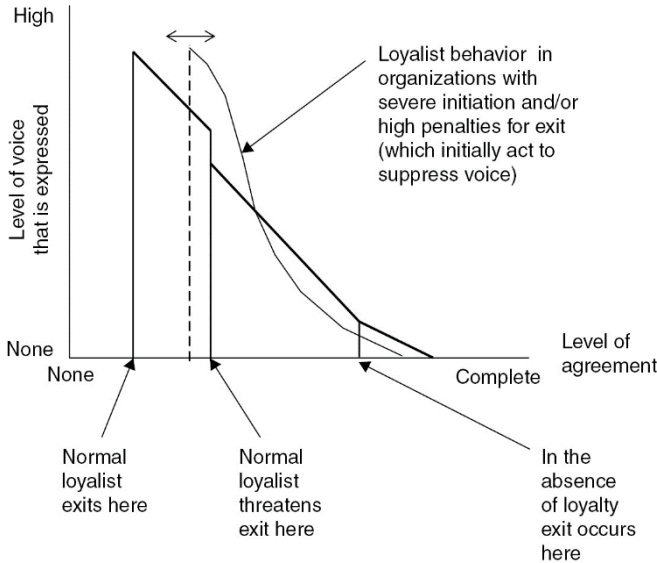 High
Loyalist behavior in
organizations with
severe initiation and/or
high penalties for exit
(which initially act to
suppress voice)
Level of voice
that is expressed
None
None
Complete
Level of
agreement
Normal
loyalist
exits here
Normal
loyalist
threatens
exit here
In the
absence
of loyalty
exit occurs
here